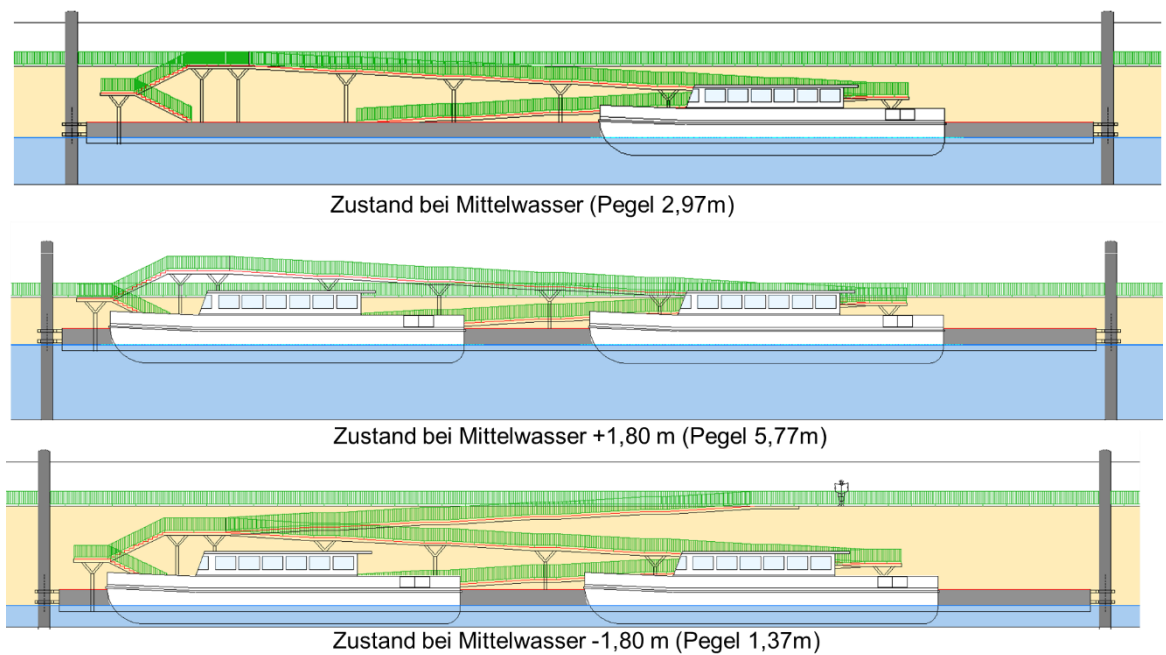 Zustand bei Mittelwasser (Pegel 2,97m)
Zustand bei Mittelwasser +1,80 m (Pegel 5,77m)
Zustand bei Mittelwasser -1,80 m (Pegel 1,37m)